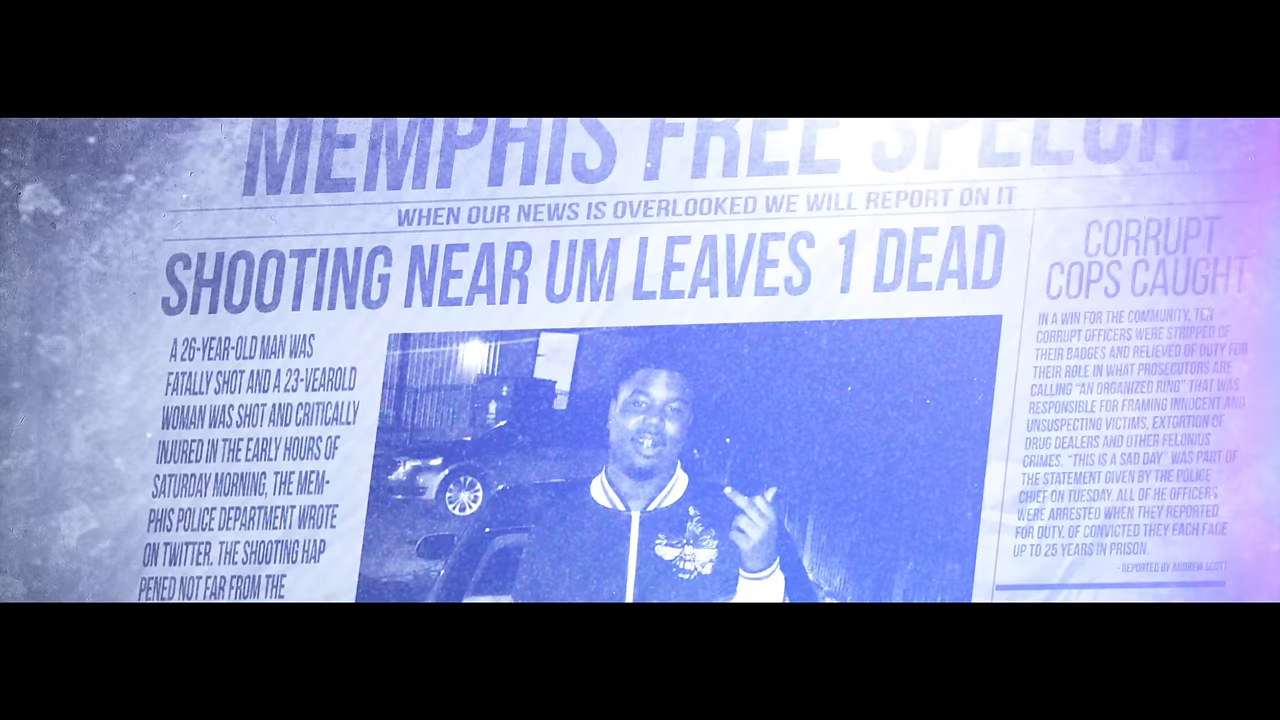 MEMPHIS FREE SPEECH
WHEN OUR NEWS IS OVERLOOKED WE WILL REPORT ON IT
SHOOTING NEAR UM LEAVES 1 DEAD
A 26-YEAR-OLD MAN WAS
FATALLY SHOT AND A 23-YEAROLD
WOMAN WAS SHOT AND CRITICALLY
INJURED IN THE EARLY HOURS OF
SATURDAY MORNING, THE MEM-
PHIS POLICE DEPARTMENT WROTE
ON TWITTER. THE SHOOTING HAP
PENED NOT FAR FROM THE
CORRUPT
COPS CAUGHT
IN A WIN FOR THE COMMUNITY, TEN
CORRUPT OFFICERS WERE STRIPPED OF
THEIR BADGES AND RELIEVED OF DUTY FOR
THEIR ROLE IN WHAT PROSECUTORS ARE
CALLING "AN ORGANIZED RING" THAT WAS
RESPONSIBLE FOR FRAMING INNOCENT AND
UNSUSPECTING VICTIMS, EXTORTION OF
DRUG DEALERS AND OTHER FELONIUS
CRIMES. "THIS IS A SAD DAY" WAS PART OF
THE STATEMENT GIVEN BY THE POLICE
CHIEF ON TUESDAY. ALL OF HE OFFICERS
WERE ARRESTED WHEN THEY REPORTED
FOR DUTY. OF CONVICTED THEY EACH FACE
UP TO 25 YEARS IN PRISON.
- REPORTED BY ANDREW SCOTT